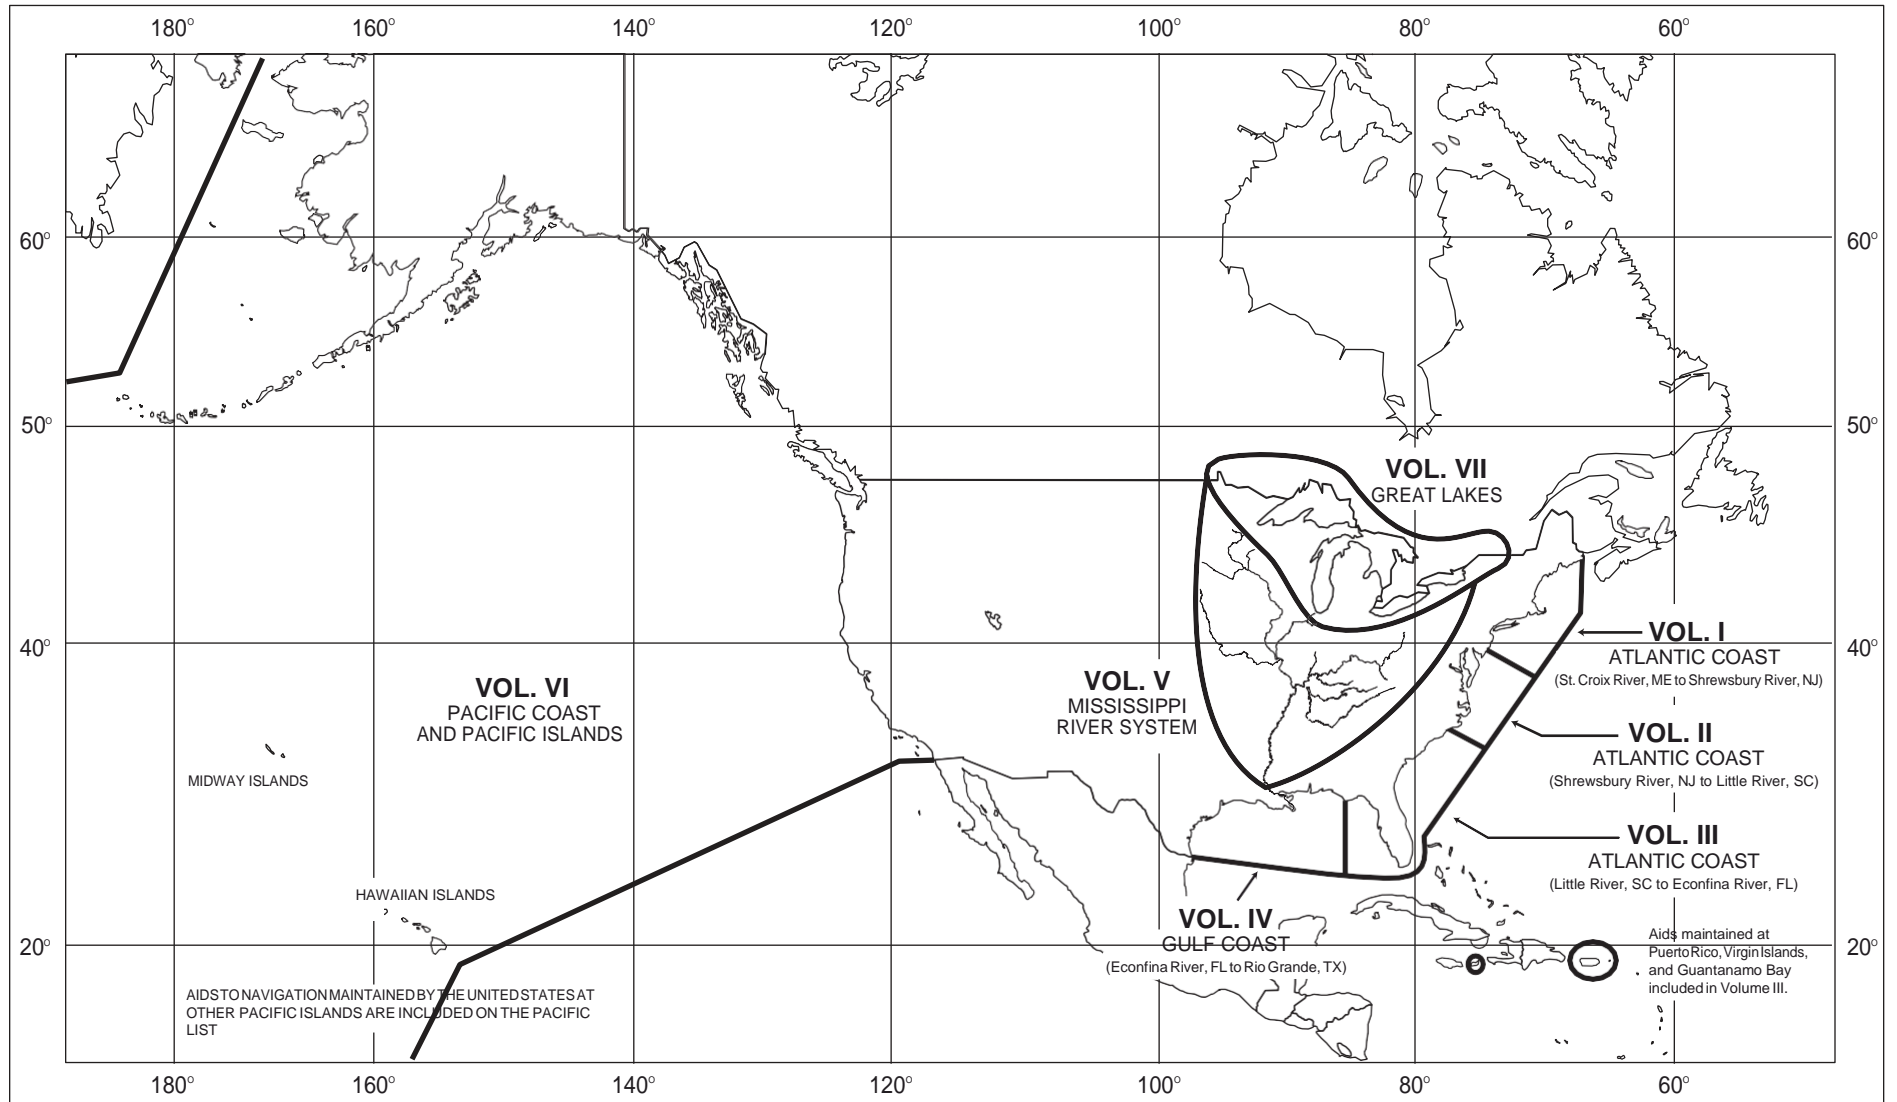 180° 160° 140° 120° 100° 80° 60°
60° 60°
50° 50°
VOL. VII
GREAT LAKES
40° 40°
VOL. I
ATLANTIC COAST
(St. Croix River, ME to Shrewsbury River, NJ)
VOL. VI
PACIFIC COAST
AND PACIFIC ISLANDS
VOL. V
MISSISSIPPI
RIVER SYSTEM
VOL. II
ATLANTIC COAST
(Shrewsbury River, NJ to Little River, SC)
MIDWAY ISLANDS
VOL. III
ATLANTIC COAST
(Little River, SC to Econfina River, FL)
HAWAIIAN ISLANDS
VOL. IV
GULF COAST
(Econfina River, FL to Rio Grande, TX)
20° 20°
Aids maintained at
Puerto Rico, Virgin Islands,
and Guantanamo Bay
included in Volume III.
AIDS TO NAVIGATION MAINTAINED BY THE UNITED STATES AT
OTHER PACIFIC ISLANDS ARE INCLUDED ON THE PACIFIC
LIST
180° 160° 140° 120° 100° 80° 60°